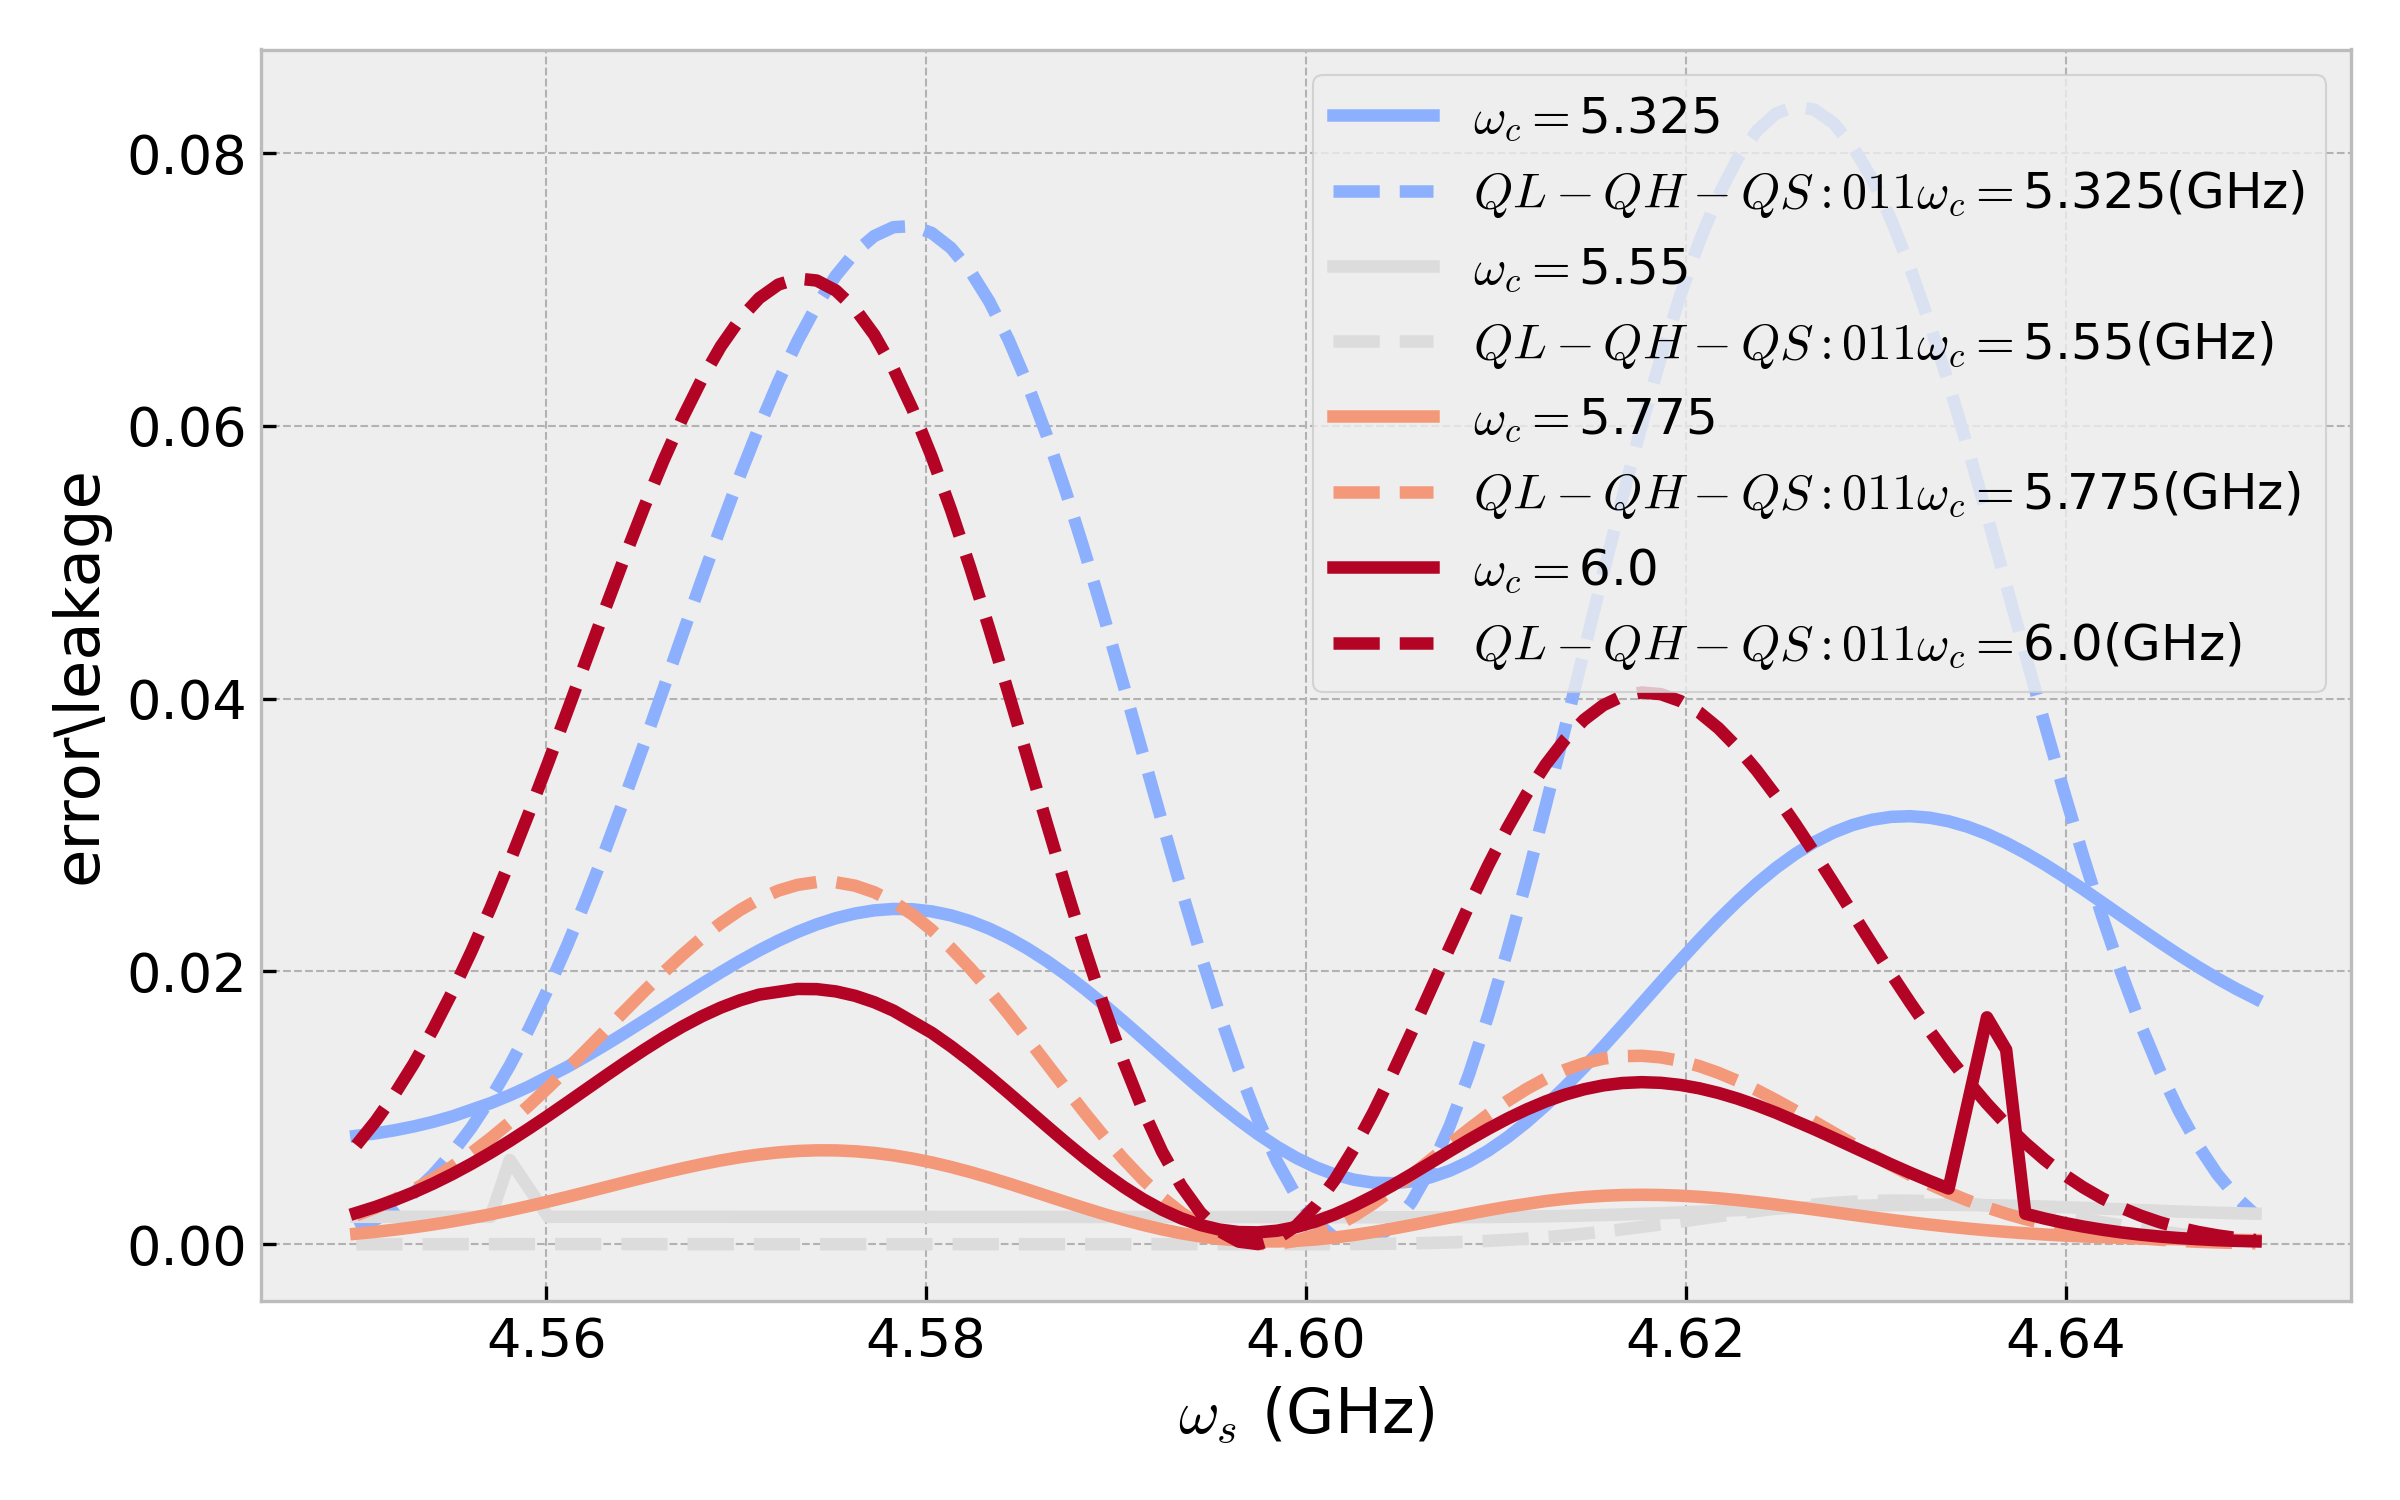 error\leakage
0.08
0.06
0.04
0.02
0.00
4.56 4.58 4.60 4.62 4.64
ω_s (GHz)
ω_c = 5.325
QL − QH − QS : 011ω_c = 5.325(GHz)
ω_c = 5.55
QL − QH − QS : 011ω_c = 5.55(GHz)
ω_c = 5.775
QL − QH − QS : 011ω_c = 5.775(GHz)
ω_c = 6.0
QL − QH − QS : 011ω_c = 6.0(GHz)